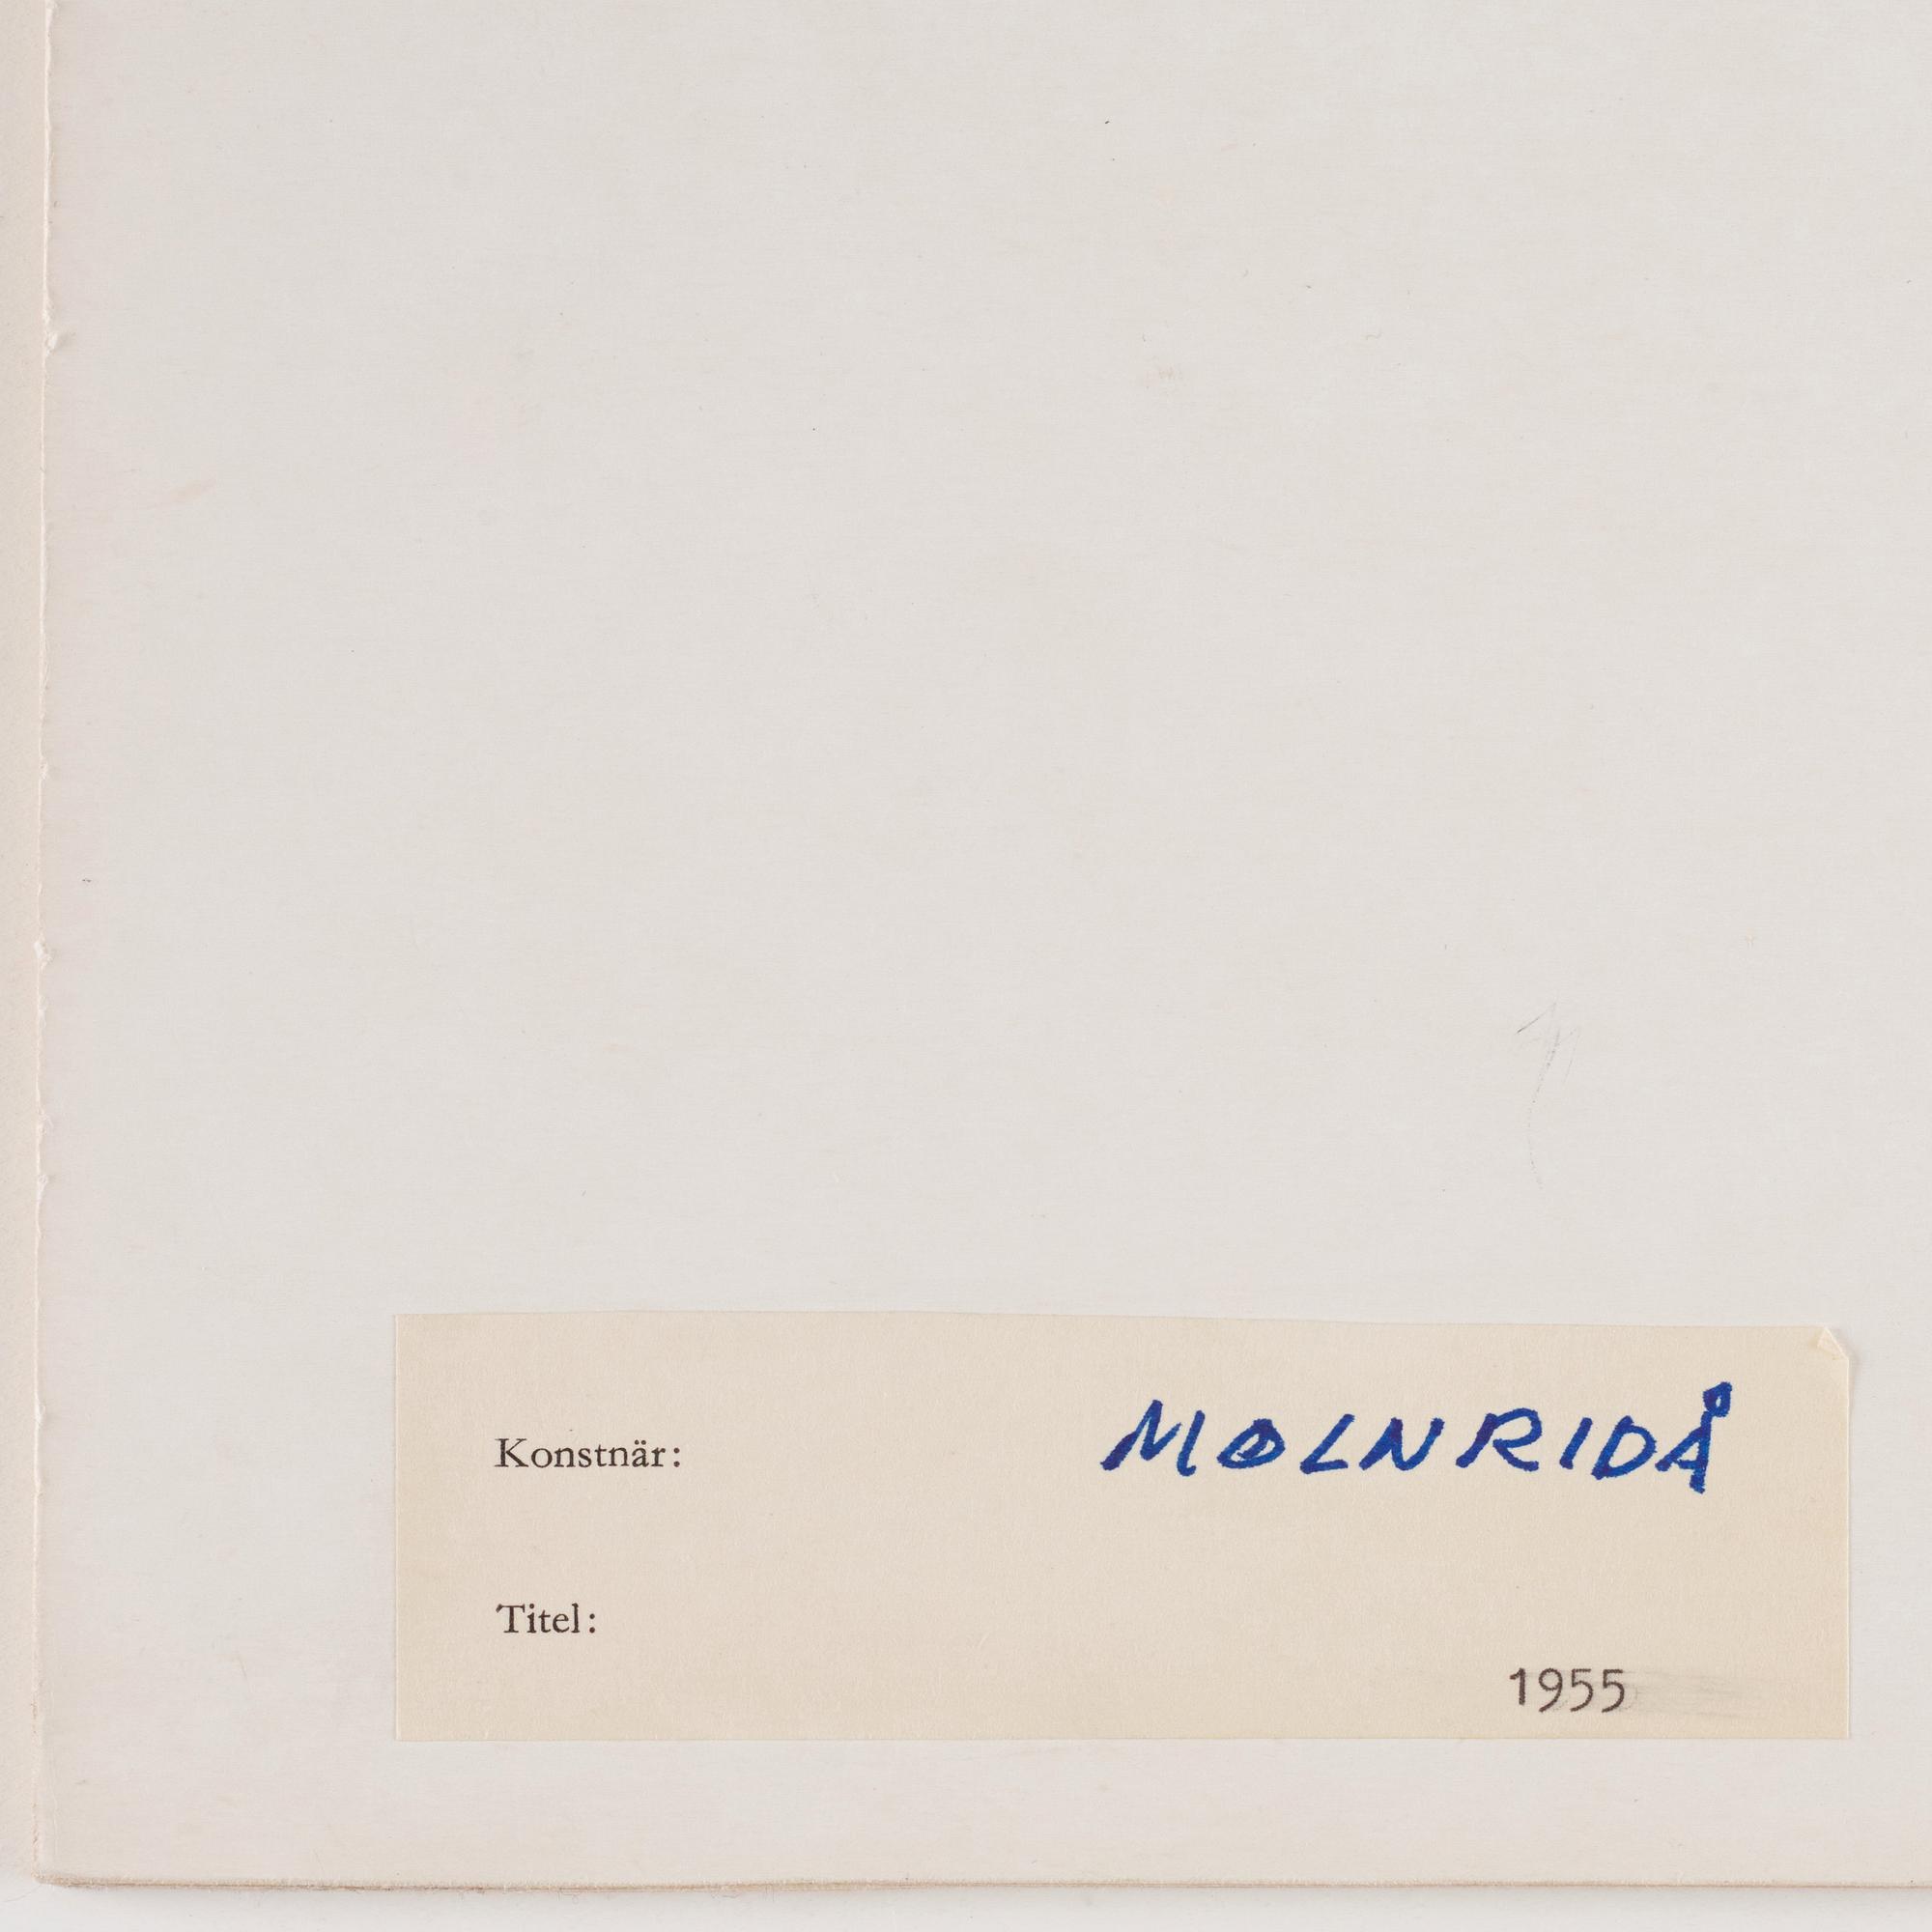 Konstnär: MOLNRIDÅ
Titel:
1955